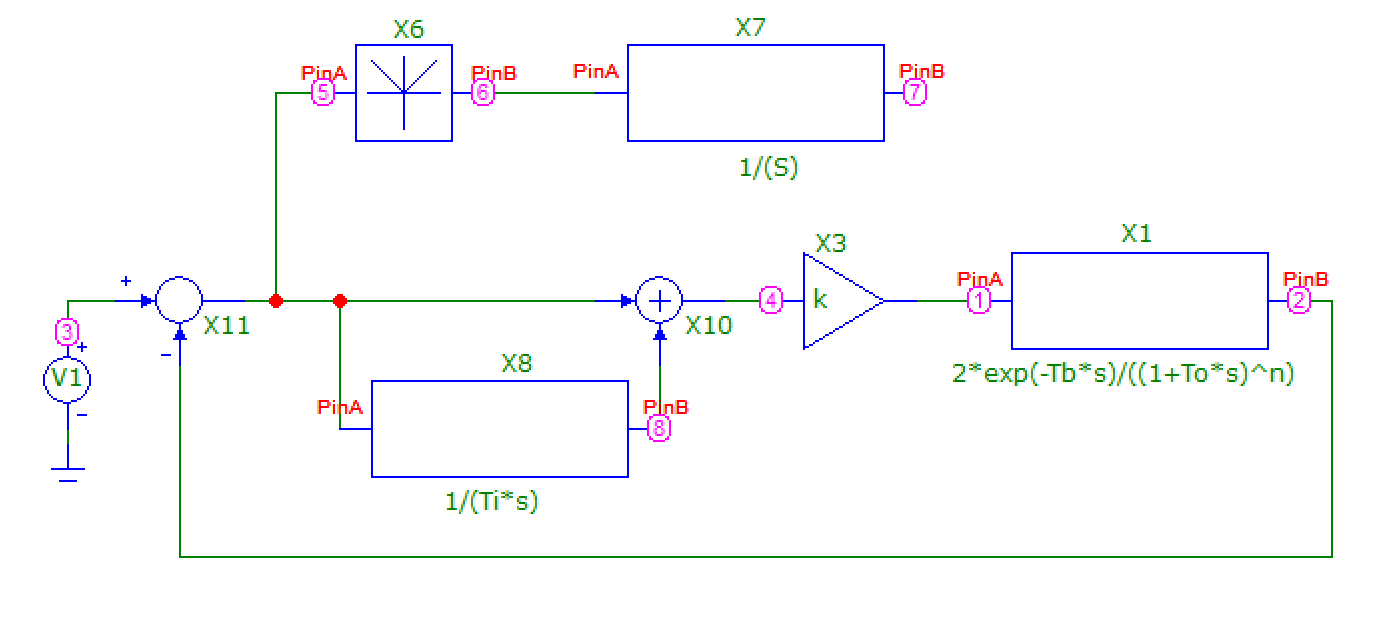 X6
X7
PinA
PinB
PinA
PinB
5
6
7
1/(S)
X3
X1
+
PinA
PinB
+
4
k
1
2
X11
X10
3
+
-
2*exp(-Tb*s)/((1+To*s)^n)
V1
X8
-
PinA
PinB
8
1/(Ti*s)